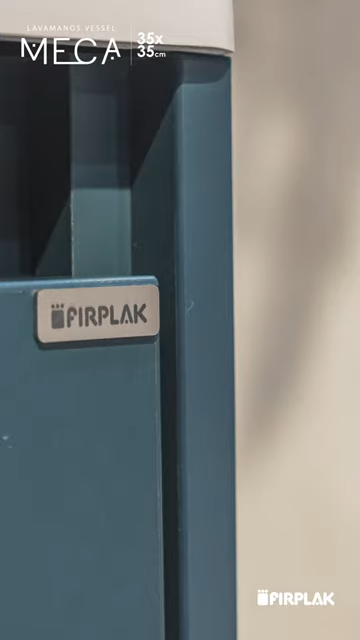 LAVAMANOS VESSEL
MECA
35x
35cm
FIRPLAK
FIRPLAK